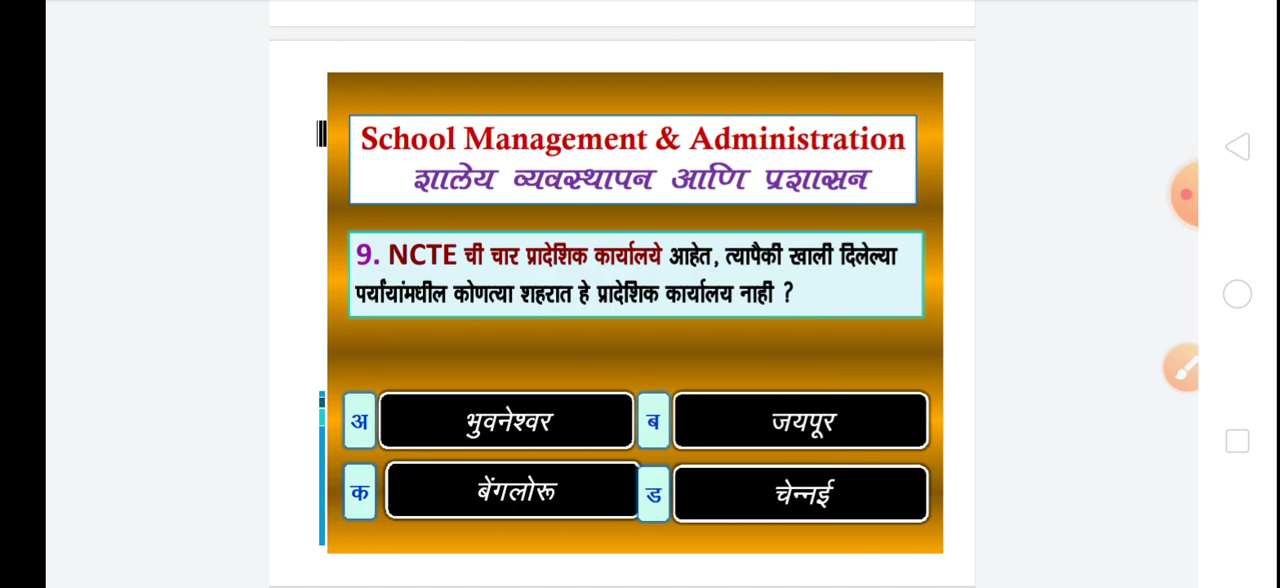 School Management & Administration
शालेय व्यवस्थापन आणि प्रशासन
9. NCTE ची चार प्रादेशिक कार्यालये आहेत, त्यापैकी खाली दिलेल्या
पर्यायांमधील कोणत्या शहरात हे प्रादेशिक कार्यालय नाही ?
अ भुवनेश्वर ब जयपूर
क बेंगलोरू ड चेन्नई